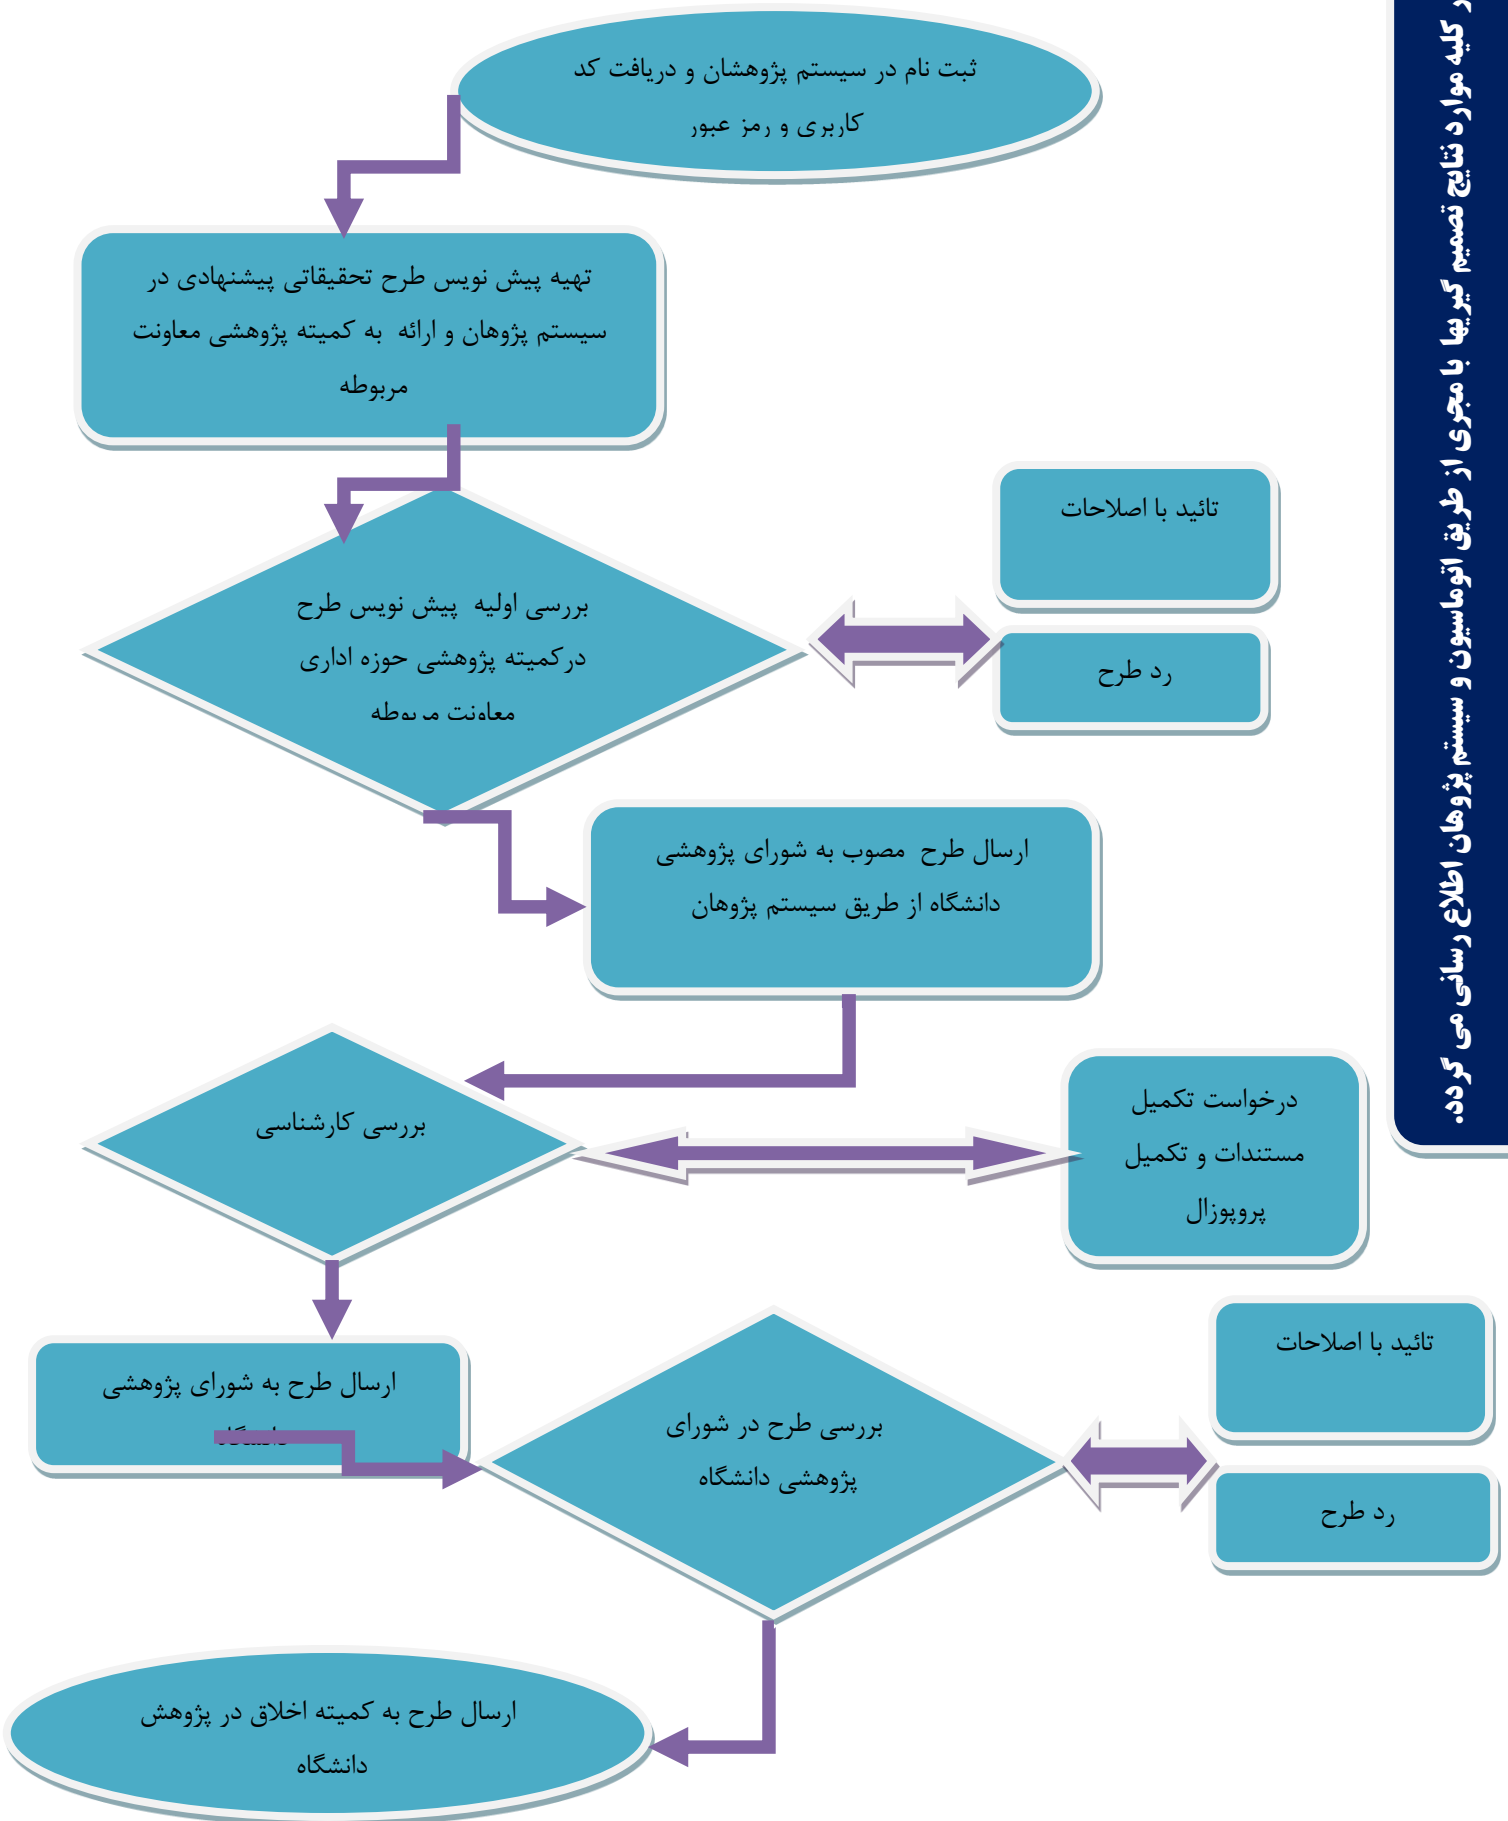 ثبت نام در سیستم پژوهشان و دریافت کد
کاربری و رمز عبور
تهیه پیش نویس طرح تحقیقاتی پیشنهادی در
سیستم پژوهان و ارائه به کمیته پژوهشی معاونت
مربوطه
بررسی اولیه پیش نویس طرح
درکمیته پژوهشی حوزه اداری
معاونت مربوطه
تائید با اصلاحات
رد طرح
ارسال طرح مصوب به شورای پژوهشی
دانشگاه از طریق سیستم پژوهان
بررسی کارشناسی
درخواست تکمیل
مستندات و تکمیل
پروپوزال
ارسال طرح به شورای پژوهشی
دانشگاه
بررسی طرح در شورای
پژوهشی دانشگاه
تائید با اصلاحات
رد طرح
ارسال طرح به کمیته اخلاق در پژوهش
دانشگاه
کلیه موارد نتایج تصمیم گیریها با مجری از طریق اتوماسیون و سیستم پژوهان اطلاع رسانی می گردد.